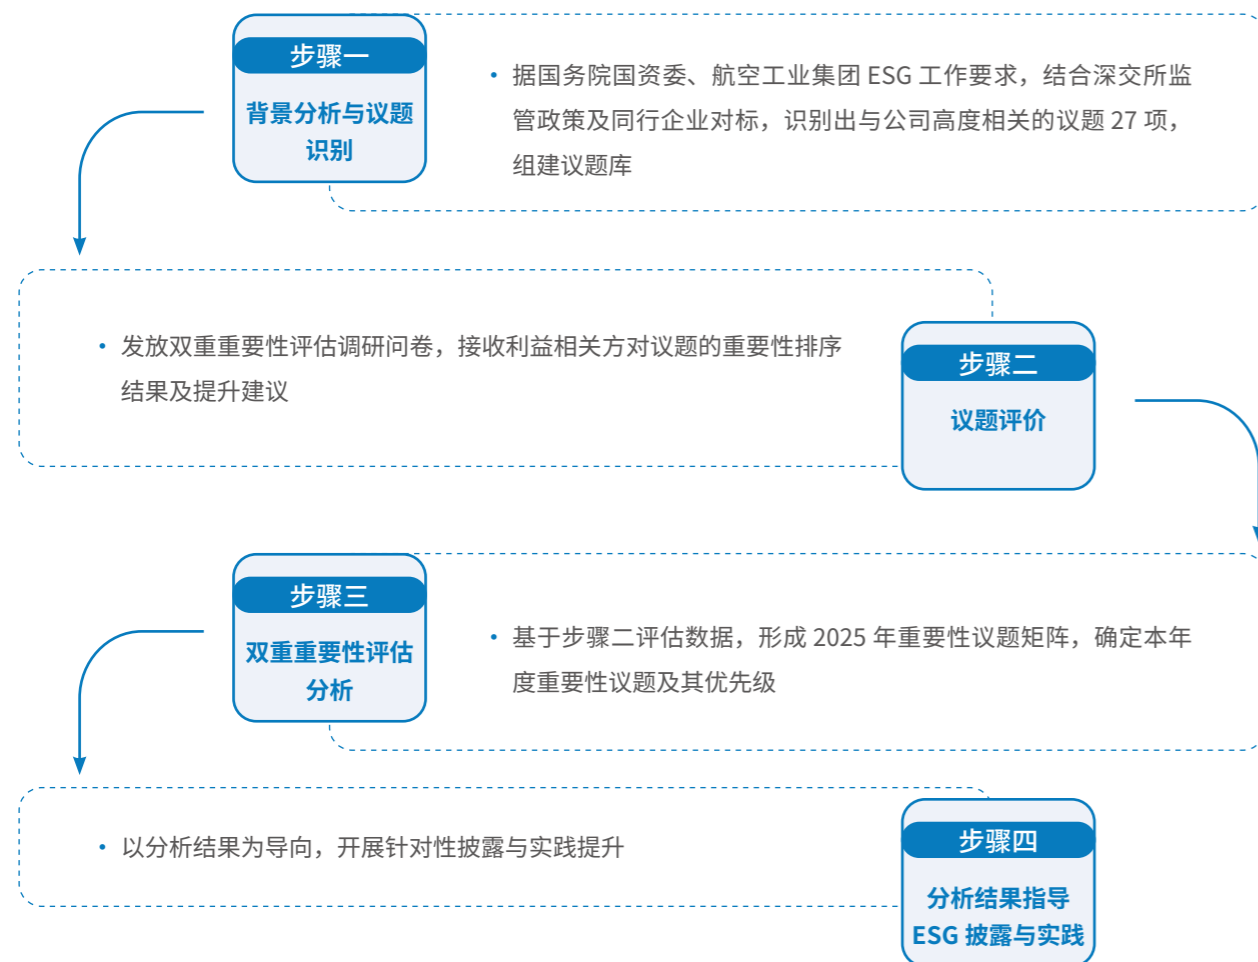 步骤一
背景分析与议题
识别
• 据国务院国资委、航空工业集团 ESG 工作要求，结合深交所监
管政策及同行企业对标，识别出与公司高度相关的议题 27 项，
组建议题库
• 发放双重重要性评估调研问卷，接收利益相关方对议题的重要性排序
结果及提升建议
步骤二
议题评价
步骤三
双重重要性评估
分析
• 基于步骤二评估数据，形成 2025 年重要性议题矩阵，确定本年
度重要性议题及其优先级
• 以分析结果为导向，开展针对性披露与实践提升
步骤四
分析结果指导
ESG 披露与实践